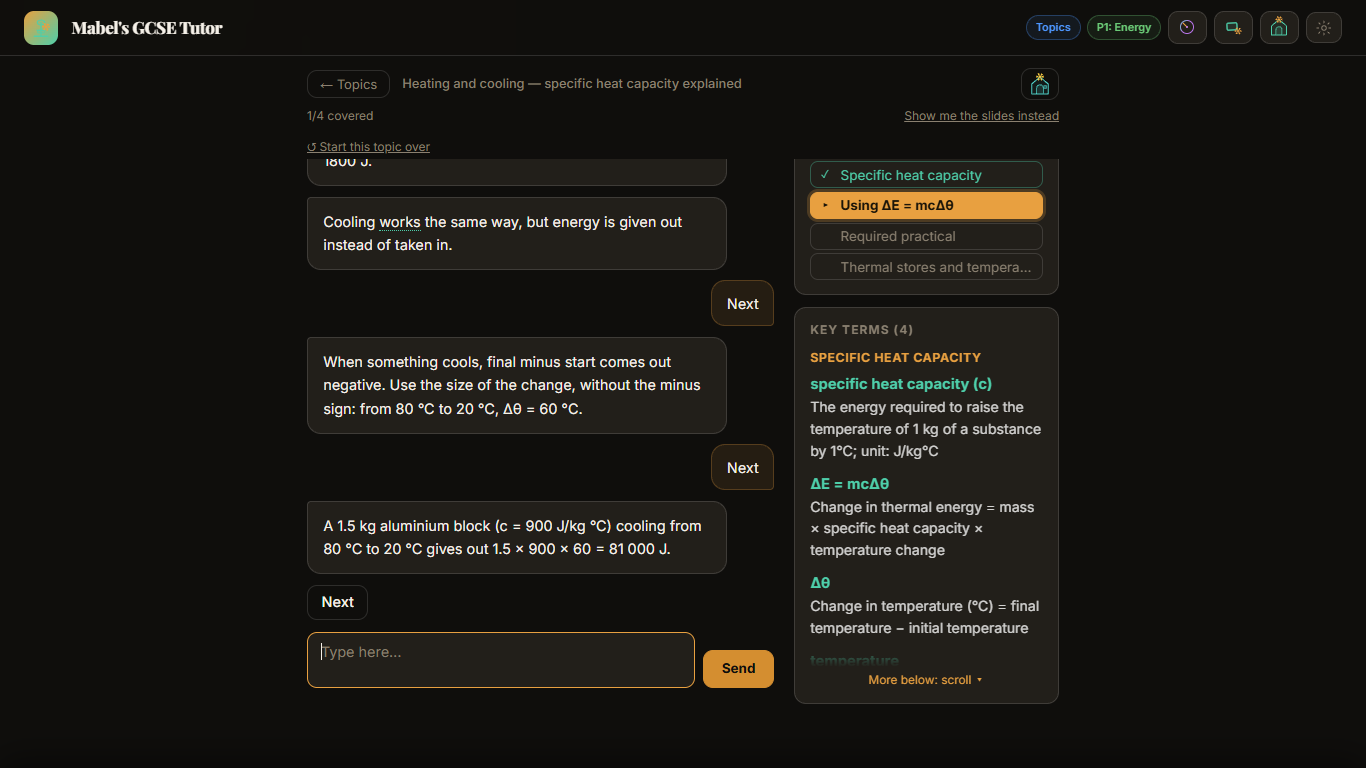 Mabel's GCSE Tutor
Topics
P1: Energy
← Topics
Heating and cooling — specific heat capacity explained
1/4 covered
Show me the slides instead
↺ Start this topic over
1800 J.
Cooling works the same way, but energy is given out
instead of taken in.
Next
When something cools, final minus start comes out
negative. Use the size of the change, without the minus
sign: from 80 °C to 20 °C, Δθ = 60 °C.
Next
A 1.5 kg aluminium block (c = 900 J/kg °C) cooling from
80 °C to 20 °C gives out 1.5 × 900 × 60 = 81 000 J.
Next
Type here...
Send
✓ Specific heat capacity
▸ Using ΔE = mcΔθ
Required practical
Thermal stores and tempera...
KEY TERMS (4)
SPECIFIC HEAT CAPACITY
specific heat capacity (c)
The energy required to raise the
temperature of 1 kg of a substance
by 1°C; unit: J/kg°C
ΔE = mcΔθ
Change in thermal energy = mass
× specific heat capacity ×
temperature change
Δθ
Change in temperature (°C) = final
temperature − initial temperature
temperature
More below: scroll ▾